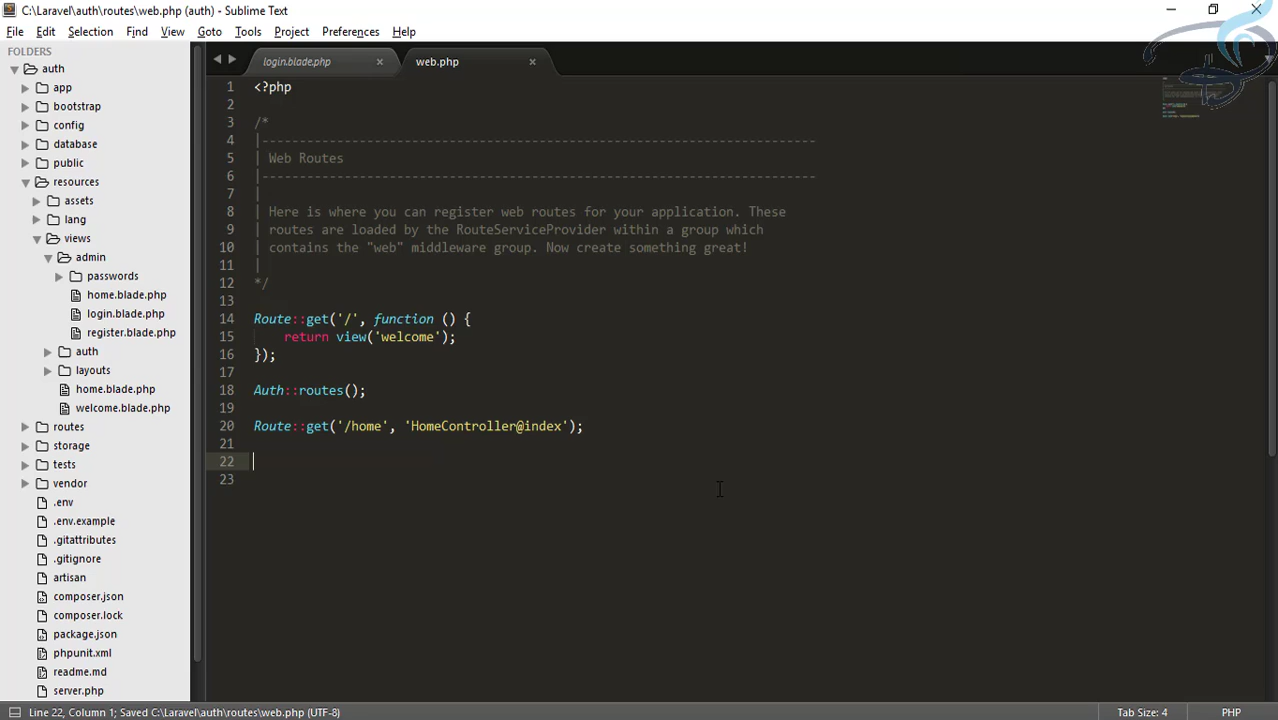 C:\Laravel\auth\routes\web.php (auth) - Sublime Text
File Edit Selection Find View Goto Tools Project Preferences Help
FOLDERS
auth
app
bootstrap
config
database
public
resources
assets
lang
views
admin
passwords
home.blade.php
login.blade.php
register.blade.php
auth
layouts
home.blade.php
welcome.blade.php
routes
storage
tests
vendor
.env
.env.example
.gitattributes
.gitignore
artisan
composer.json
composer.lock
package.json
phpunit.xml
readme.md
server.php
login.blade.php × web.php ×
1 <?php
2
3 /*
4 |--------------------------------------------------------------------------
5 | Web Routes
6 |--------------------------------------------------------------------------
7 |
8 | Here is where you can register web routes for your application. These
9 | routes are loaded by the RouteServiceProvider within a group which
10 | contains the "web" middleware group. Now create something great!
11 |
12 */
13
14 Route::get('/', function () {
15     return view('welcome');
16 });
17
18 Auth::routes();
19
20 Route::get('/home', 'HomeController@index');
21
22
23
Line 22, Column 1; Saved C:\Laravel\auth\routes\web.php (UTF-8) Tab Size: 4 PHP